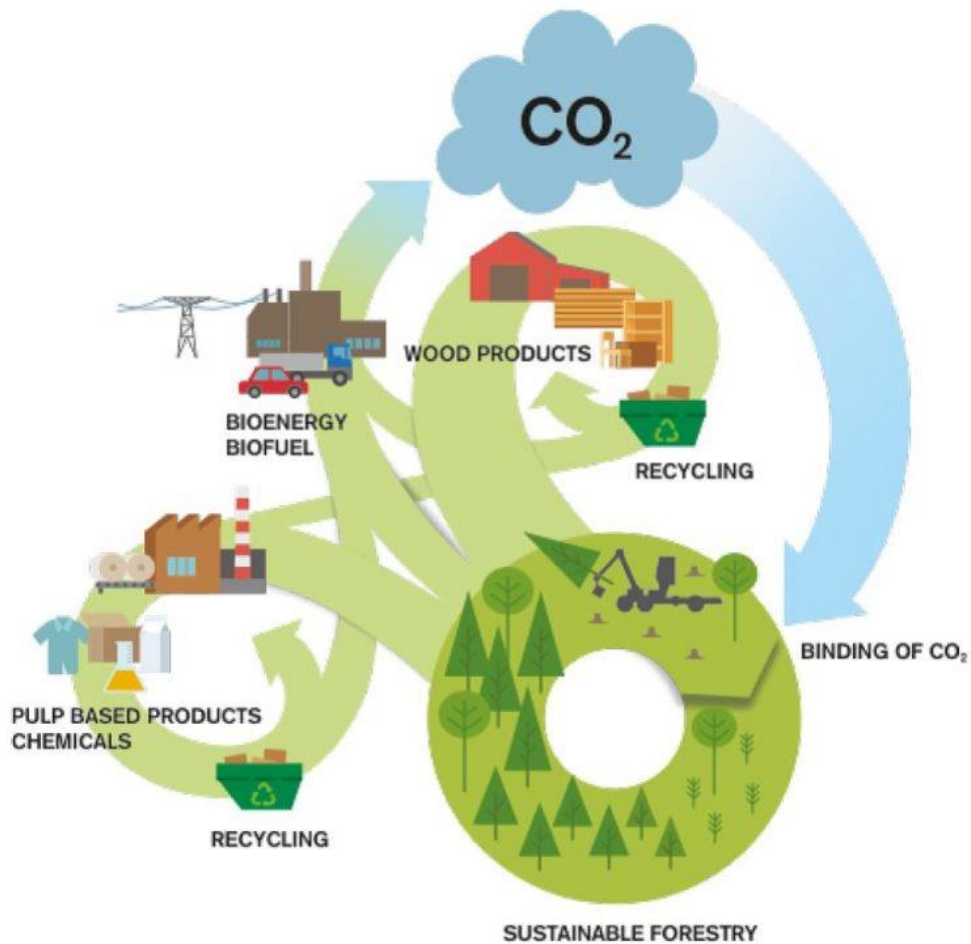 CO₂
WOOD PRODUCTS
BIOENERGY
BIOFUEL
RECYCLING
BINDING OF CO₂
PULP BASED PRODUCTS
CHEMICALS
RECYCLING
SUSTAINABLE FORESTRY